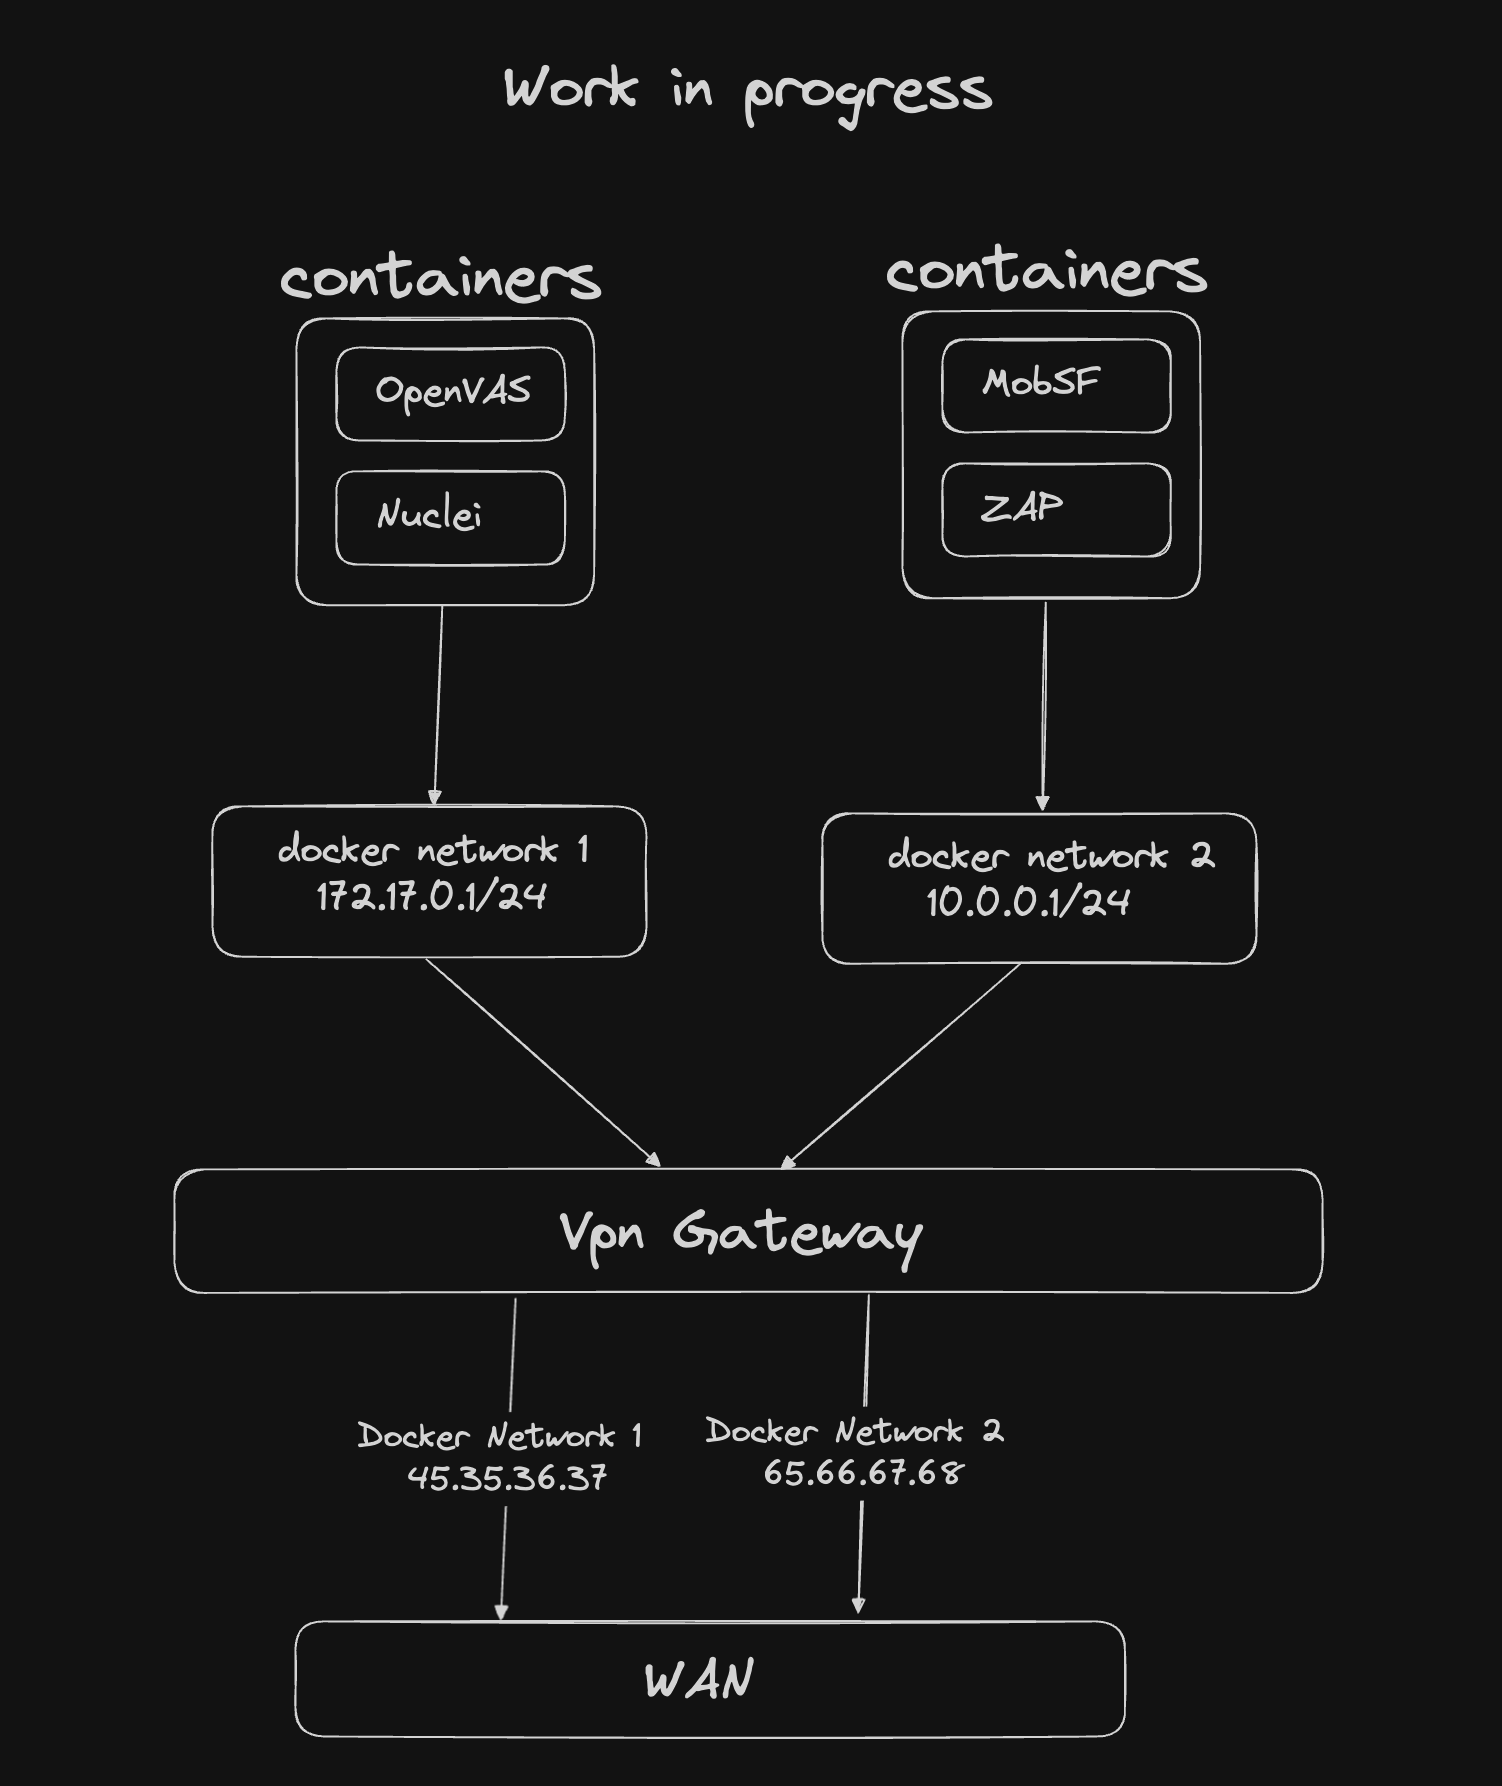 Work in progress
containers
OpenVAS
Nuclei
containers
MobSF
ZAP
docker network 1
172.17.0.1/24
docker network 2
10.0.0.1/24
Vpn Gateway
Docker Network 1
45.35.36.37
Docker Network 2
65.66.67.68
WAN